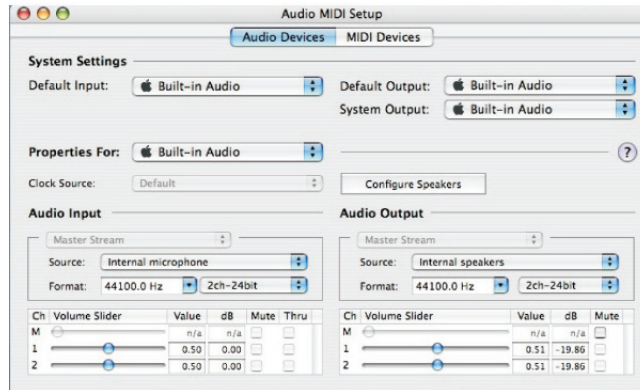 Audio MIDI Setup
Audio Devices MIDI Devices
System Settings
Default Input: Built-in Audio Default Output: Built-in Audio
System Output: Built-in Audio
Properties For: Built-in Audio ?
Clock Source: Default Configure Speakers
Audio Input Audio Output
Master Stream Master Stream
Source: Internal microphone Source: Internal speakers
Format: 44100.0 Hz 2ch-24bit Format: 44100.0 Hz 2ch-24bit
Ch Volume Slider Value dB Mute Thru Ch Volume Slider Value dB Mute
M n/a n/a M n/a n/a
1 0.50 0.00 1 0.51 -19.86
2 0.50 0.00 2 0.51 -19.86